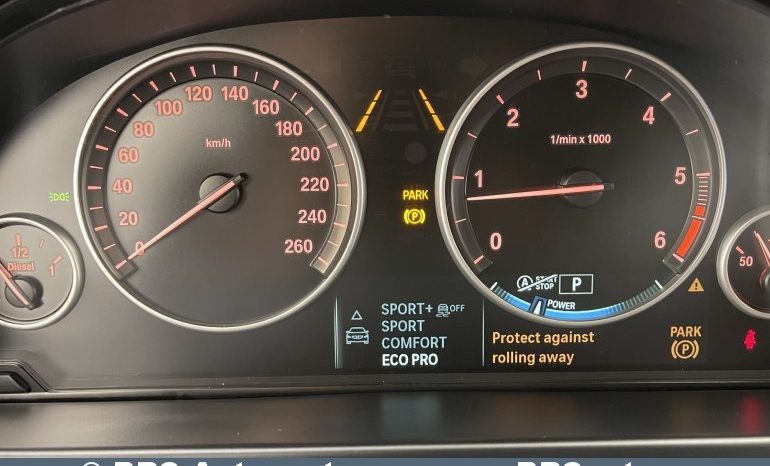 0
20
40
60
80
100
120
140
160
180
200
220
240
260
km/h
0
1
2
3
4
5
6
1/min x 1000
1/2
Diesel
1
PARK
(P)
A START STOP
P
POWER
SPORT+ OFF
SPORT
COMFORT
ECO PRO
Protect against
rolling away
PARK
(P)
50